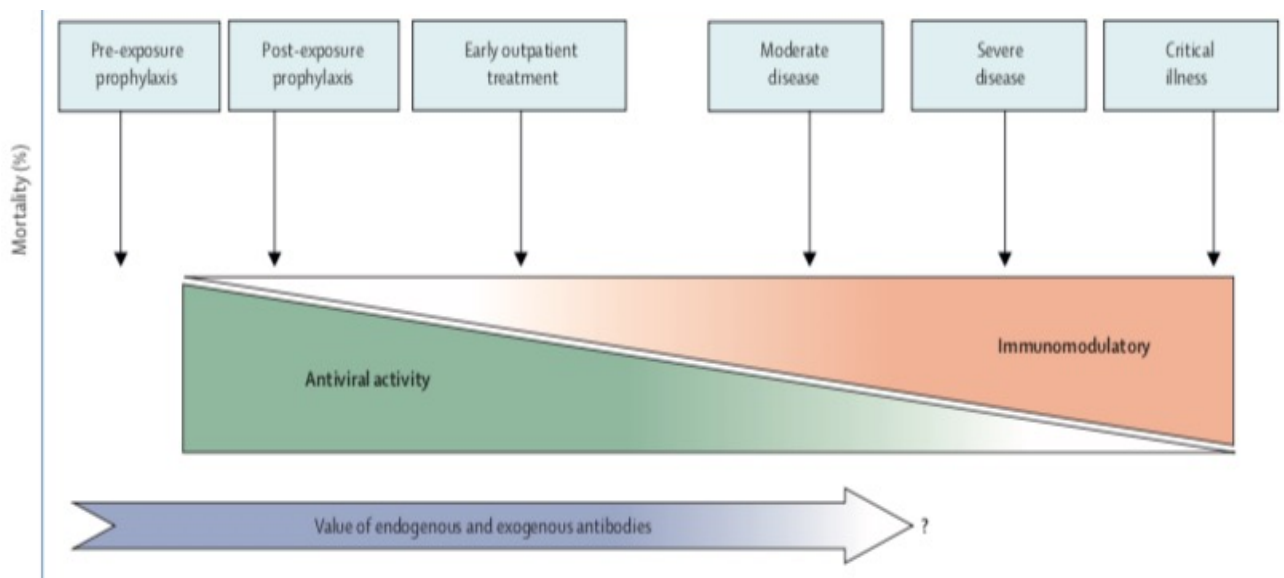 Pre-exposure
prophylaxis
Post-exposure
prophylaxis
Early outpatient
treatment
Moderate
disease
Severe
disease
Critical
illness
Mortality (%)
Immunomodulatory
Antiviral activity
Value of endogenous and exogenous antibodies
?